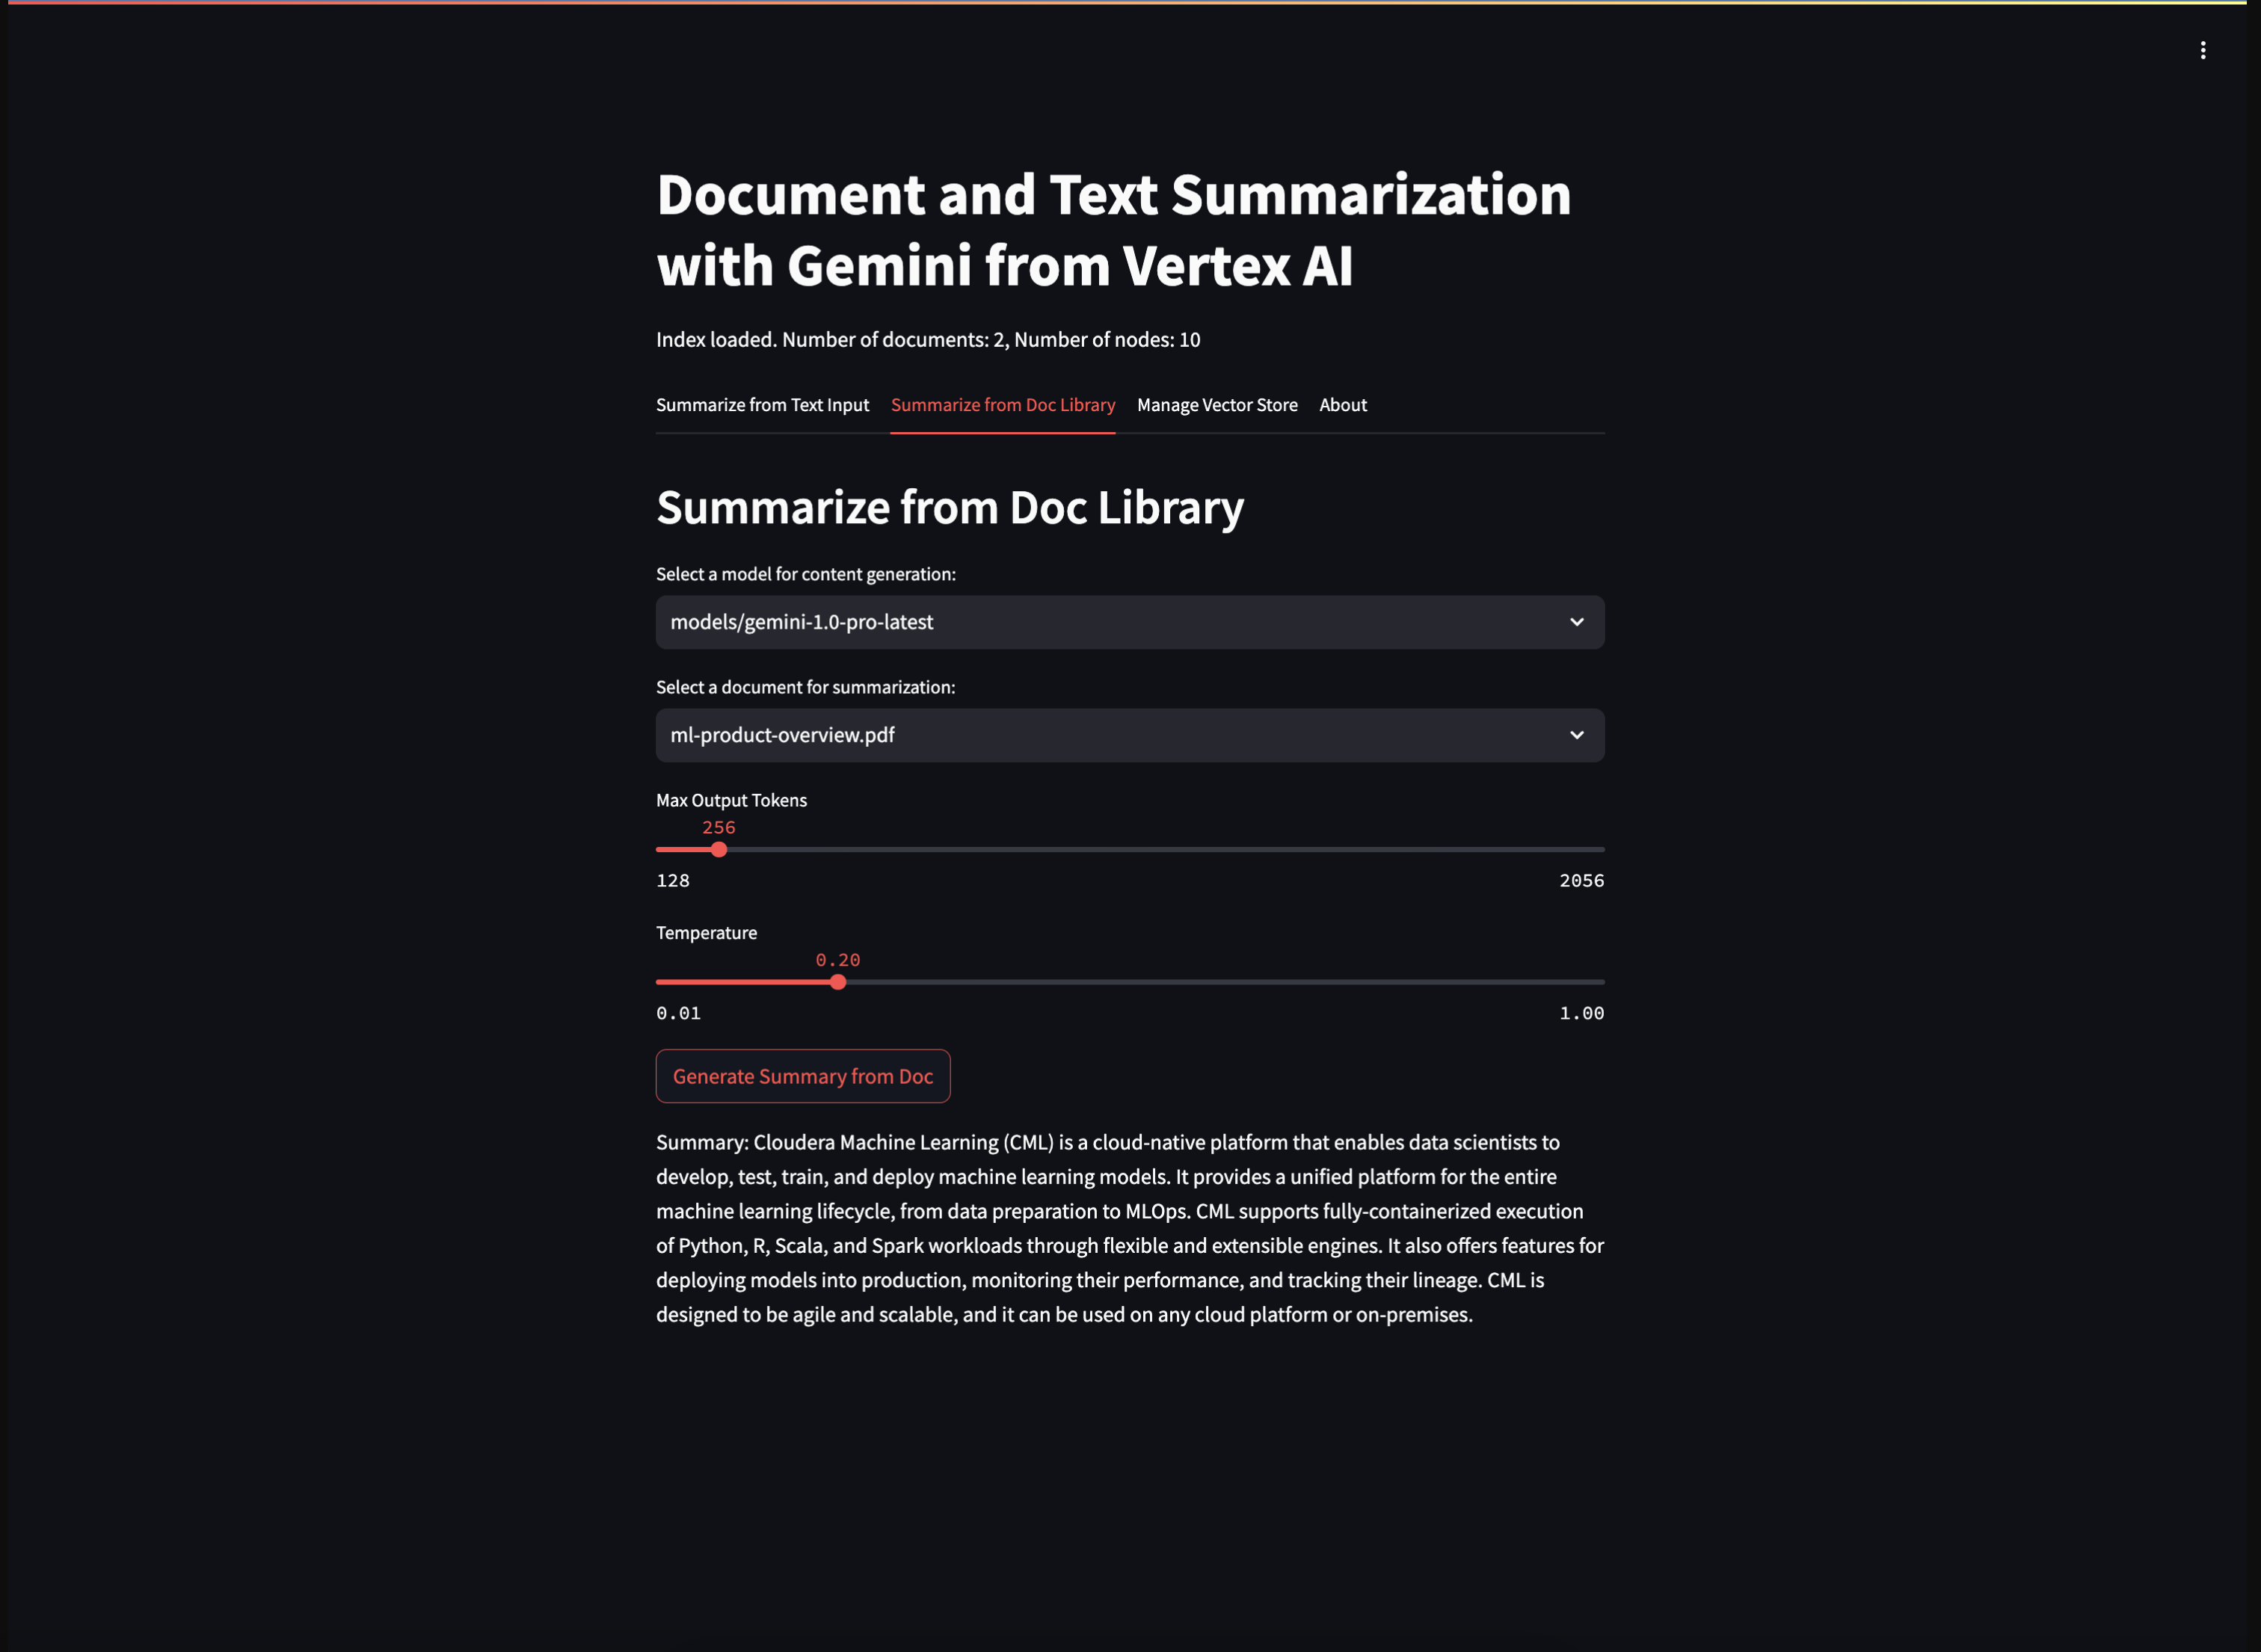 Document and Text Summarization
with Gemini from Vertex AI
Index loaded. Number of documents: 2, Number of nodes: 10
Summarize from Text Input Summarize from Doc Library Manage Vector Store About
Summarize from Doc Library
Select a model for content generation:
models/gemini-1.0-pro-latest
Select a document for summarization:
ml-product-overview.pdf
Max Output Tokens
256
128 2056
Temperature
0.20
0.01 1.00
Generate Summary from Doc
Summary: Cloudera Machine Learning (CML) is a cloud-native platform that enables data scientists to
develop, test, train, and deploy machine learning models. It provides a unified platform for the entire
machine learning lifecycle, from data preparation to MLOps. CML supports fully-containerized execution
of Python, R, Scala, and Spark workloads through flexible and extensible engines. It also offers features for
deploying models into production, monitoring their performance, and tracking their lineage. CML is
designed to be agile and scalable, and it can be used on any cloud platform or on-premises.